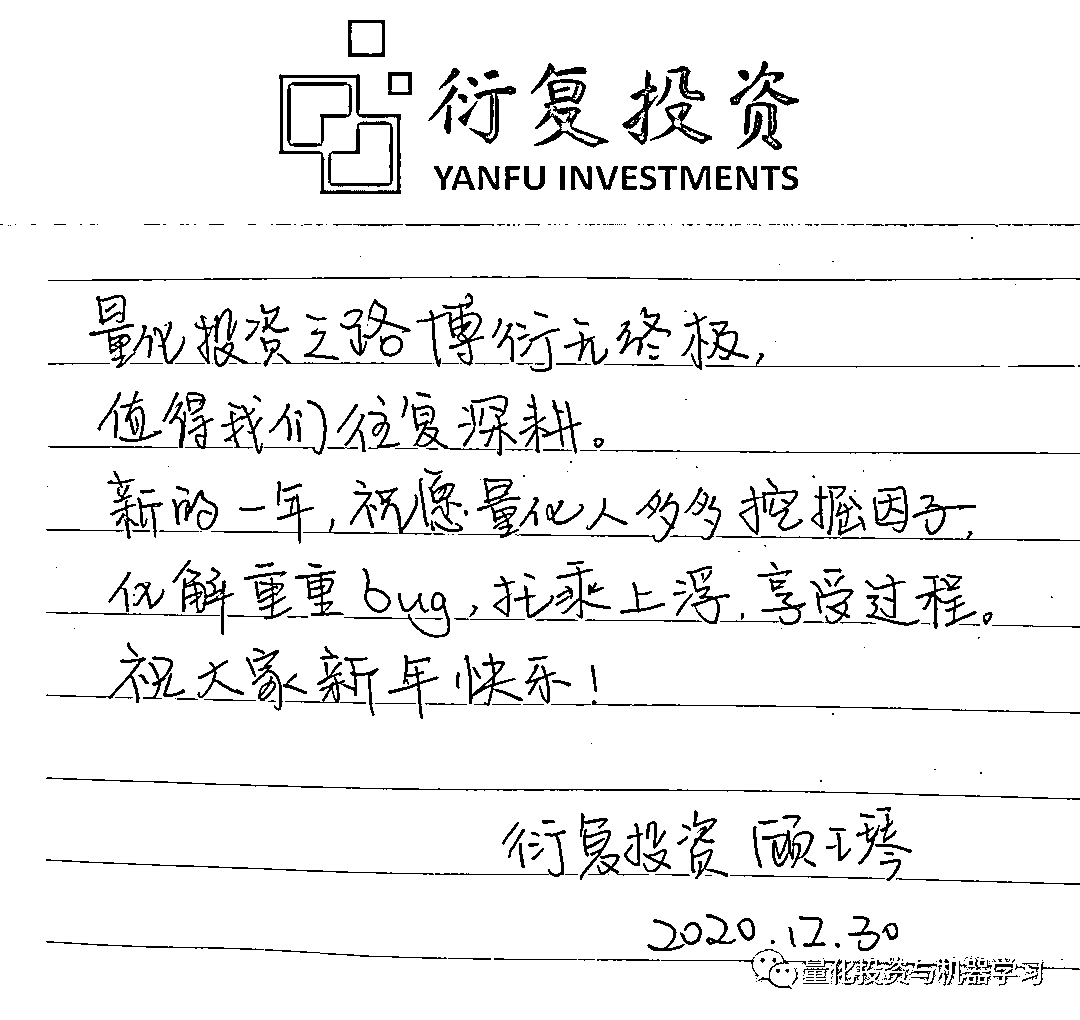 衍复投资
YANFU INVESTMENTS
量化投资之路博衍无终极，
值得我们往复深耕。
新的一年，祝愿量化人多多挖掘因子，
化解重重bug，托乘上浮，享受过程。
祝大家新年快乐！
衍复投资 顾王琴
2020.12.30
量化投资与机器学习